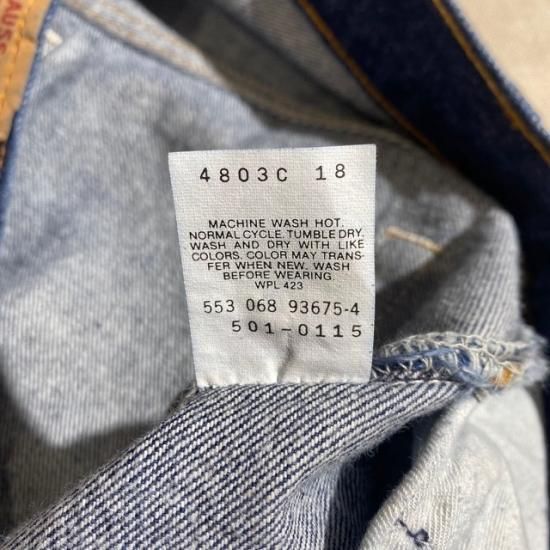 AUSS
4803C 18
MACHINE WASH HOT.
NORMAL CYCLE. TUMBLE DRY.
WASH AND DRY WITH LIKE
COLORS. COLOR MAY TRANS-
FER WHEN NEW. WASH
BEFORE WEARING.
WPL 423
553 068 93675-4
501-0115